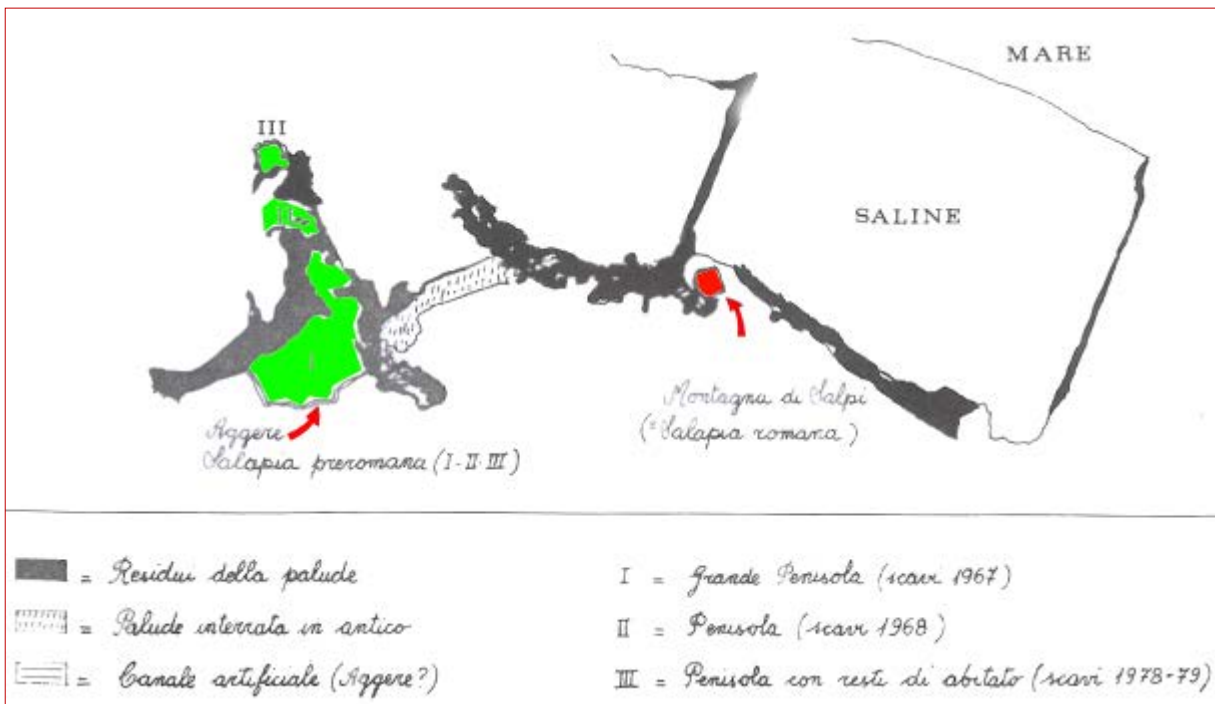 MARE
III
SALINE
Montagna di Salpi
(=Salapia romana)
Aggere
Salapia preromana (I-II-III)
= Residui della palude
= Palude interrata in antico
= Canale artificiale (Aggere?)
I = Grande Penisola (scavi 1967)
II = Penisola (scavi 1968)
III = Penisola con resti di abitato (scavi 1978-79)